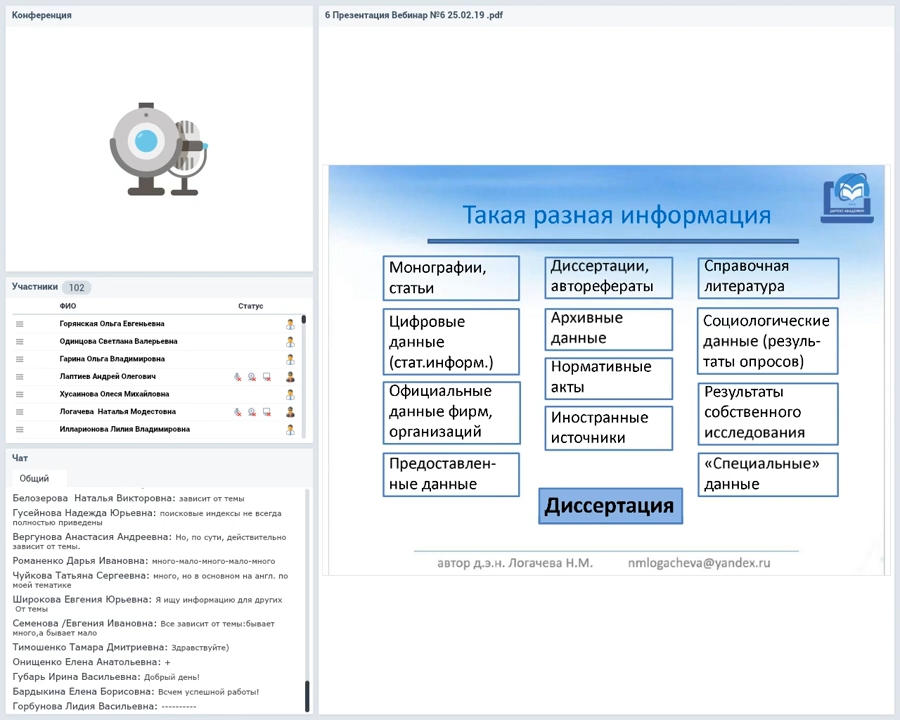 Конференция
6 Презентация Вебинар №6 25.02.19 .pdf
Участники 102
ФИО Статус
Горянская Ольга Евгеньевна
Одинцова Светлана Валерьевна
Гарина Ольга Владимировна
Лаптиев Андрей Олегович
Хусаинова Олеся Михайловна
Логачева Наталья Модестовна
Илларионова Лилия Владимировна
Чат
Общий
Белозерова Наталья Викторовна: зависит от темы
Гусейнова Надежда Юрьевна: поисковые индексы не всегда
полностью приведены
Вергунова Анастасия Андреевна: Но, по сути, действительно
зависит от темы.
Романенко Дарья Ивановна: много-мало-много-мало-много
Чуйкова Татьяна Сергеевна: много, но в основном на англ. по
моей тематике
Широкова Евгения Юрьевна: Я ищу информацию для других
От темы
Семенова /Евгения Ивановна: Все зависит от темы:бывает
много,а бывает мало
Тимошенко Тамара Дмитриевна: Здравствуйте)
Онищенко Елена Анатольевна: +
Губарь Ирина Васильевна: Добрый день!
Бардыкина Елена Борисовна: Всчем успешной работы!
Горбунова Лидия Васильевна: ----------
Такая разная информация
Монографии,
статьи
Цифровые
данные
(стат.информ.)
Официальные
данные фирм,
организаций
Предоставлен-
ные данные
Диссертации,
авторефераты
Архивные
данные
Нормативные
акты
Иностранные
источники
Справочная
литература
Социологические
данные (резуль-
таты опросов)
Результаты
собственного
исследования
«Специальные»
данные
Диссертация
автор д.э.н. Логачева Н.М. nmlogacheva@yandex.ru